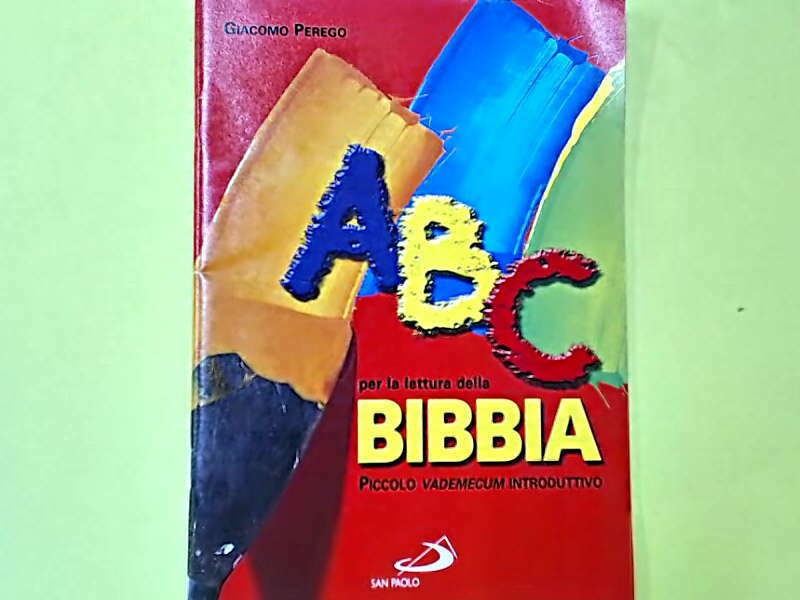 GIACOMO PEREGO
ABC
per la lettura della
BIBBIA
PICCOLO VADEMECUM INTRODUTTIVO
SAN PAOLO